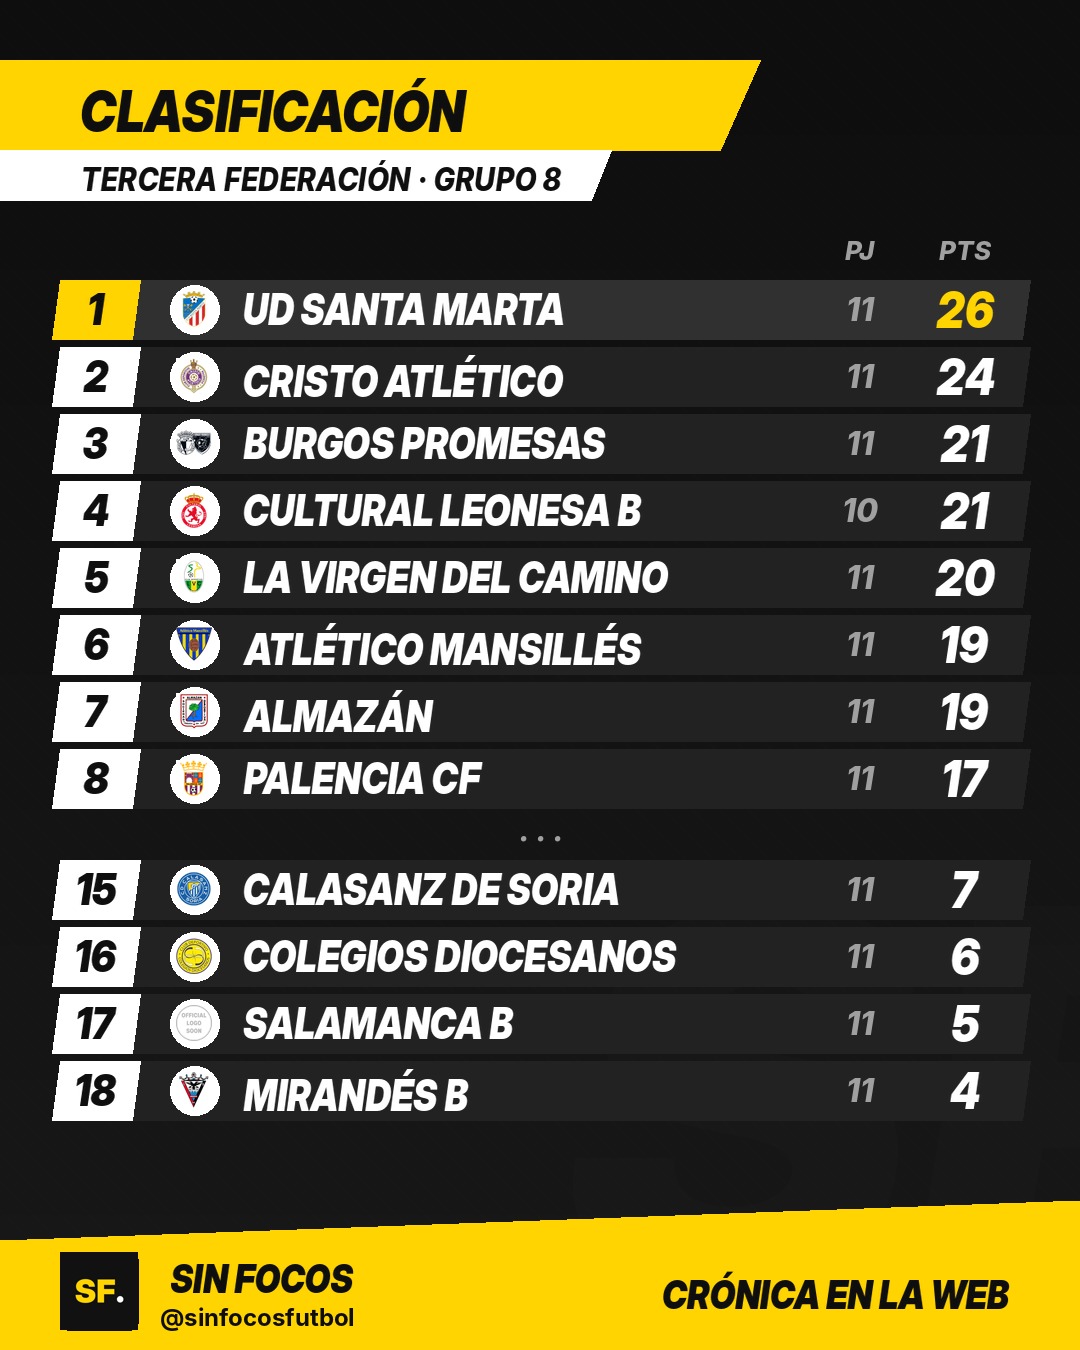 CLASIFICACIÓN
TERCERA FEDERACIÓN · GRUPO 8
PJ PTS
1 UD SANTA MARTA 11 26
2 CRISTO ATLÉTICO 11 24
3 BURGOS PROMESAS 11 21
4 CULTURAL LEONESA B 10 21
5 LA VIRGEN DEL CAMINO 11 20
6 ATLÉTICO MANSILLÉS 11 19
7 ALMAZÁN 11 19
8 PALENCIA CF 11 17
...
15 CALASANZ DE SORIA 11 7
16 COLEGIOS DIOCESANOS 11 6
OFFICIAL
LOGO
SOON
17 SALAMANCA B 11 5
18 MIRANDÉS B 11 4
SF.
SIN FOCOS
@sinfocosfutbol
CRÓNICA EN LA WEB